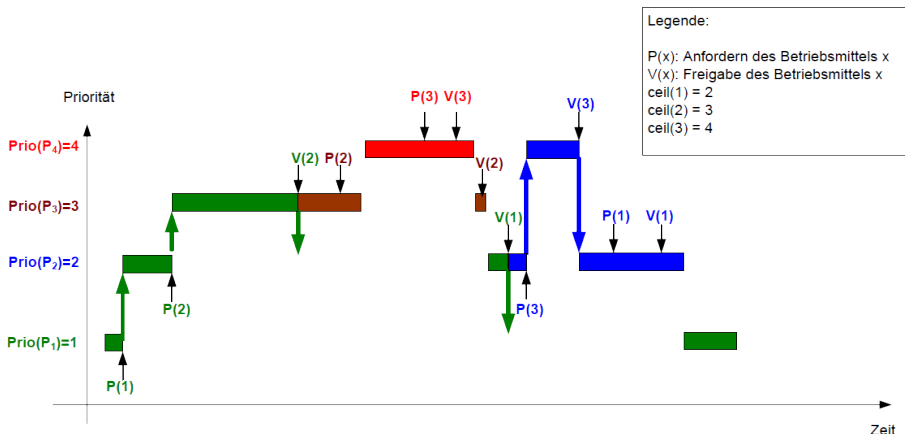 Legende:
P(x): Anfordern des Betriebsmittels x
V(x): Freigabe des Betriebsmittels x
ceil(1) = 2
ceil(2) = 3
ceil(3) = 4
Priorität
P(3) V(3)
V(3)
Prio(P₄)=4
V(2) P(2)
V(2)
Prio(P₃)=3
V(1)
P(1) V(1)
Prio(P₂)=2
P(2)
P(3)
Prio(P₁)=1
P(1)
Zeit